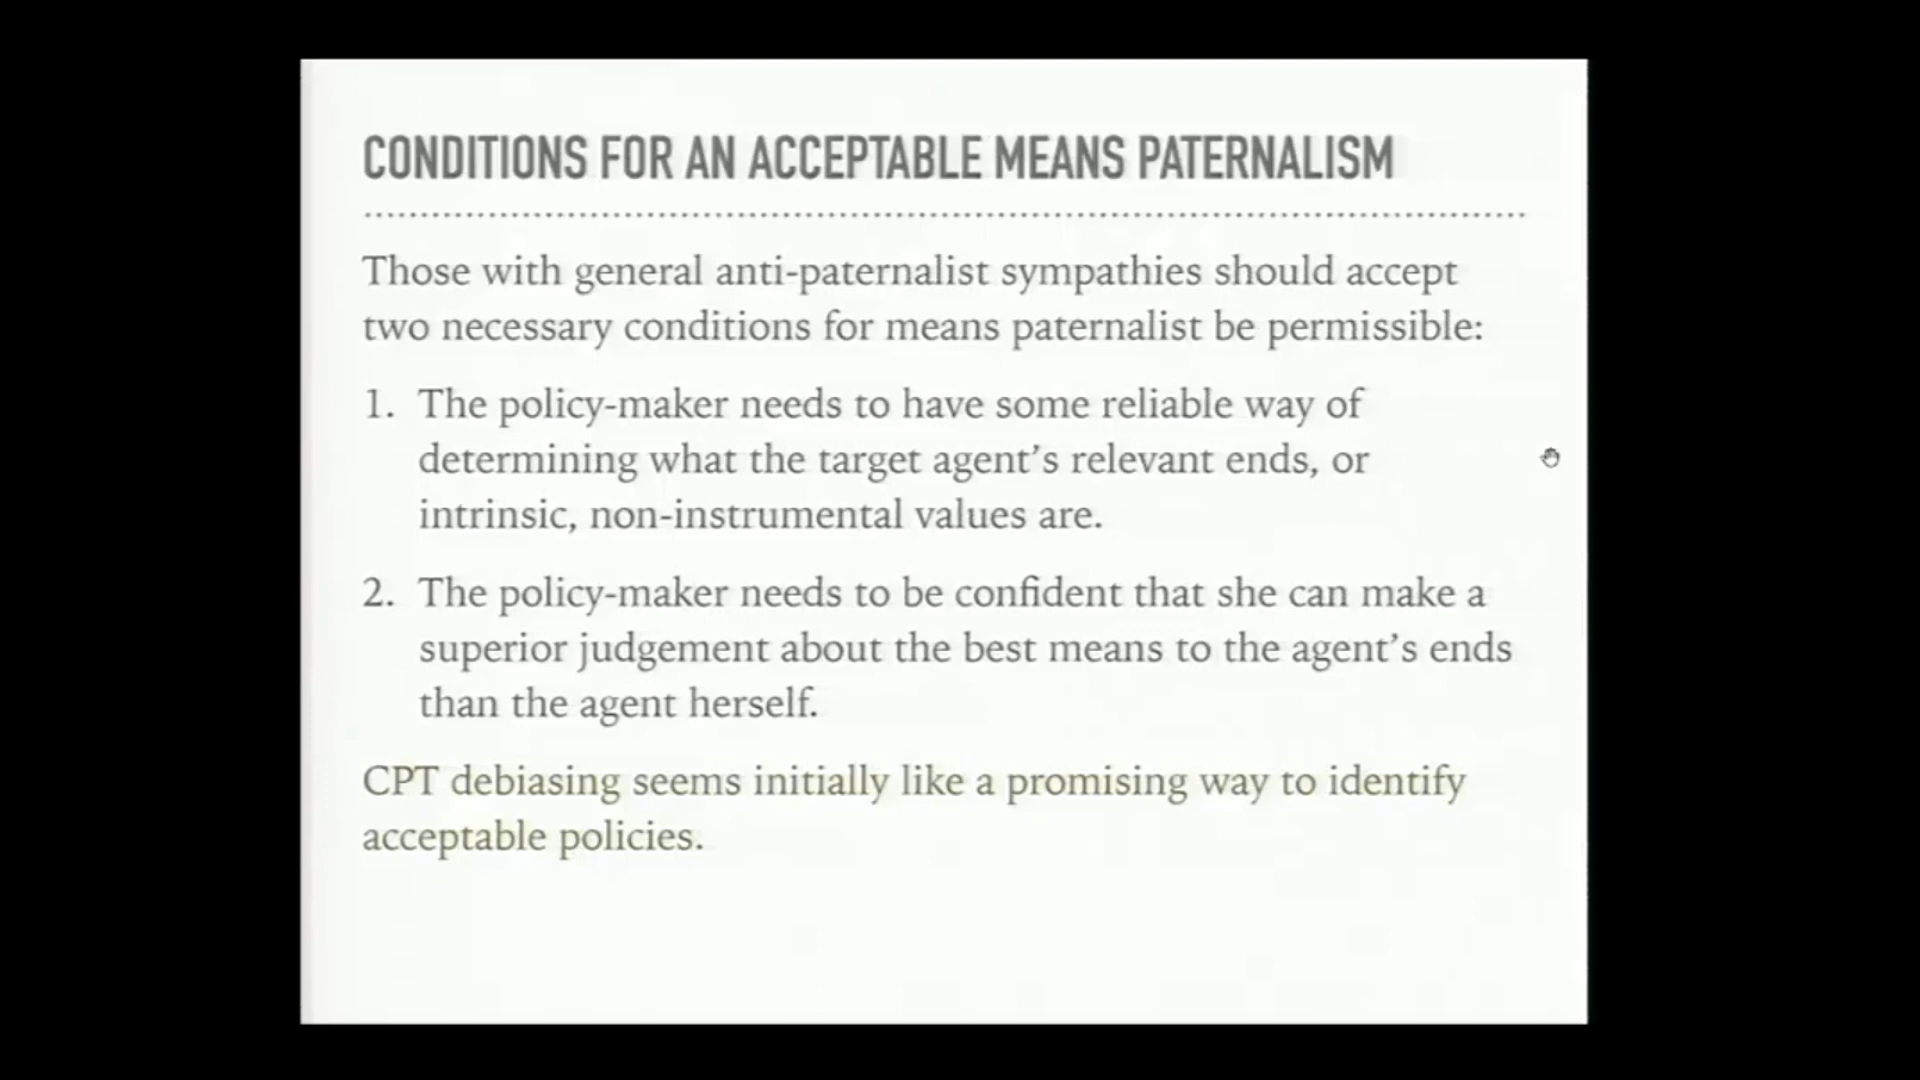 CONDITIONS FOR AN ACCEPTABLE MEANS PATERNALISM
Those with general anti-paternalist sympathies should accept
two necessary conditions for means paternalist be permissible:
1. The policy-maker needs to have some reliable way of
determining what the target agent’s relevant ends, or
intrinsic, non-instrumental values are.
2. The policy-maker needs to be confident that she can make a
superior judgement about the best means to the agent’s ends
than the agent herself.
CPT debiasing seems initially like a promising way to identify
acceptable policies.